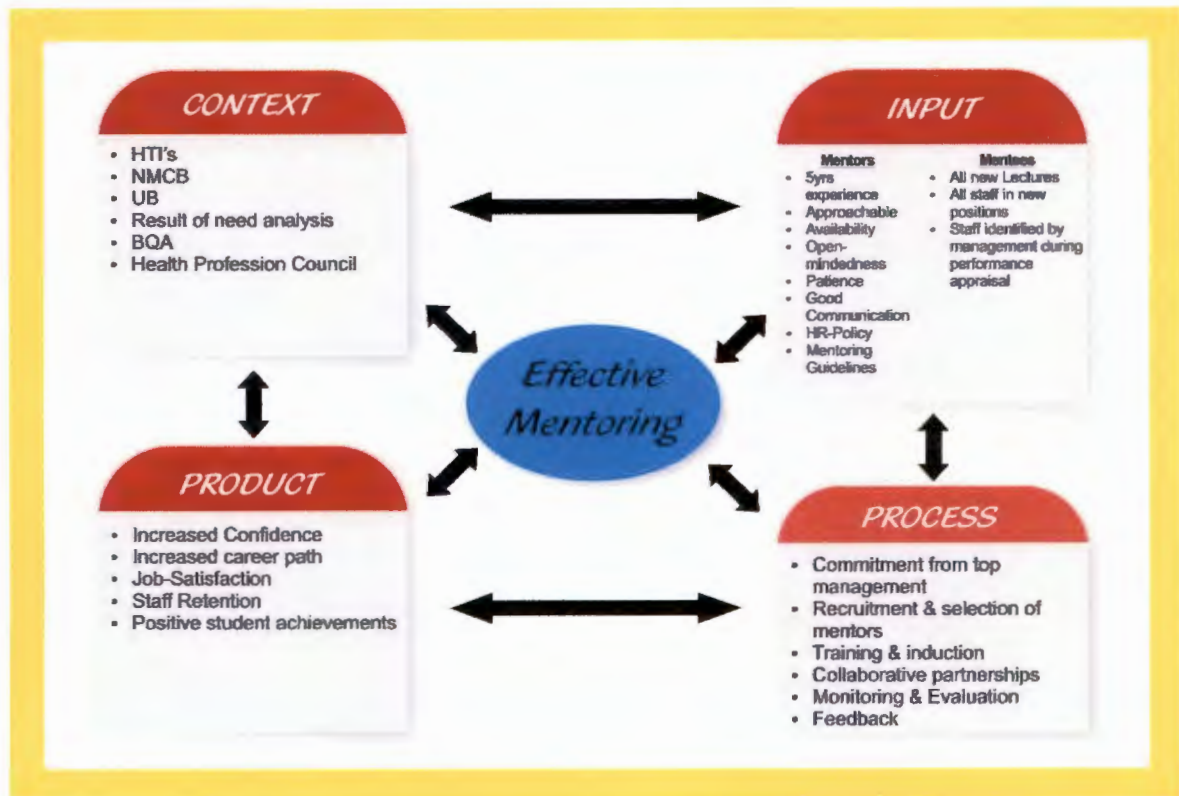 CONTEXT
• HTI's
• NMCB
• UB
• Result of need analysis
• BQA
• Health Profession Council
INPUT
Mentors
• 5yrs
experience
• Approachable
• Availability
• Open-
mindedness
• Patience
• Good
Communication
• HR-Policy
• Mentoring
Guidelines
Mentees
• All new Lectures
• All staff in new
positions
• Staff identified by
management during
performance
appraisal
Effective
Mentoring
PRODUCT
• Increased Confidence
• Increased career path
• Job-Satisfaction
• Staff Retention
• Positive student achievements
PROCESS
• Commitment from top
management
• Recruitment & selection of
mentors
• Training & induction
• Collaborative partnerships
• Monitoring & Evaluation
• Feedback